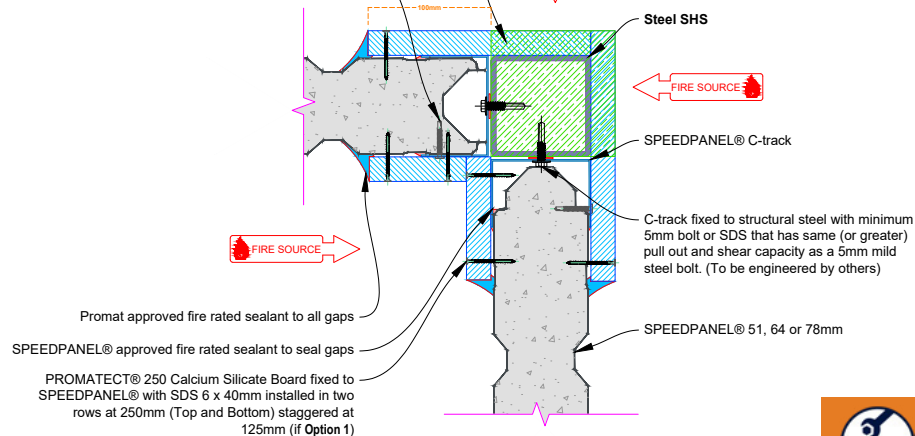 100mm
Steel SHS
FIRE SOURCE
SPEEDPANEL® C-track
C-track fixed to structural steel with minimum
5mm bolt or SDS that has same (or greater)
pull out and shear capacity as a 5mm mild
steel bolt. (To be engineered by others)
FIRE SOURCE
Promat approved fire rated sealant to all gaps
SPEEDPANEL® 51, 64 or 78mm
SPEEDPANEL® approved fire rated sealant to seal gaps
PROMATECT® 250 Calcium Silicate Board fixed to
SPEEDPANEL® with SDS 6 x 40mm installed in two
rows at 250mm (Top and Bottom) staggered at
125mm (if Option 1)